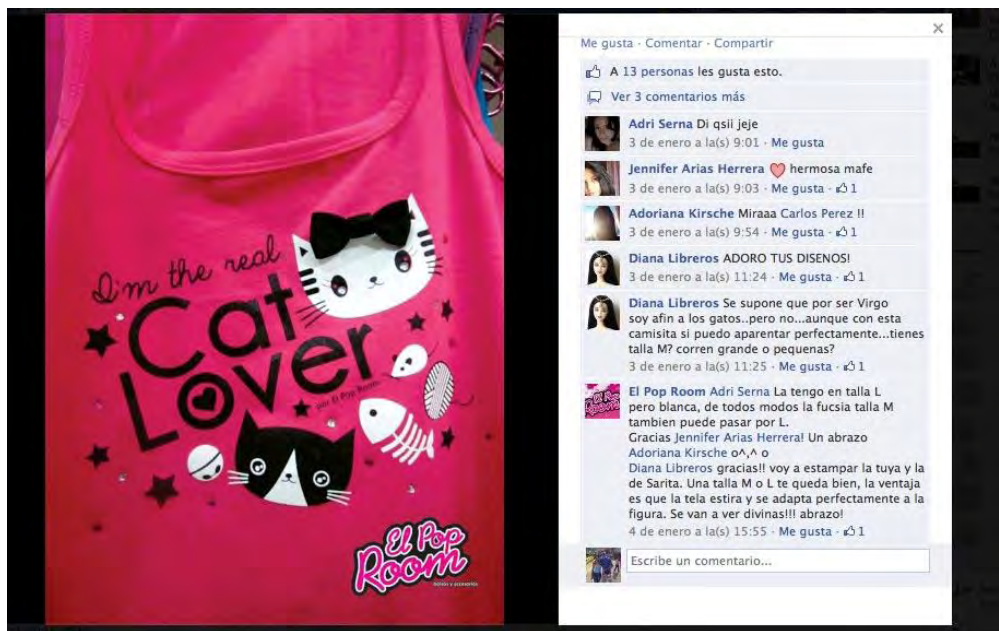 I'm the real
Cat
Lover
por El Pop Room
El Pop
Room
Me gusta · Comentar · Compartir
A 13 personas les gusta esto.
Ver 3 comentarios más
Adri Serna Di qsii jeje
3 de enero a la(s) 9:01 · Me gusta
Jennifer Arias Herrera ♥ hermosa mafe
3 de enero a la(s) 9:03 · Me gusta · 1
Adoriana Kirsche Miraaa Carlos Perez !!
3 de enero a la(s) 9:54 · Me gusta · 1
Diana Libreros ADORO TUS DISENOS!
3 de enero a la(s) 11:24 · Me gusta · 1
Diana Libreros Se supone que por ser Virgo
soy afin a los gatos..pero no...aunque con esta
camisita si puedo aparentar perfectamente...tienes
talla M? corren grande o pequenas?
3 de enero a la(s) 11:25 · Me gusta · 1
El Pop Room Adri Serna La tengo en talla L
pero blanca, de todos modos la fucsia talla M
tambien puede pasar por L.
Gracias Jennifer Arias Herrera! Un abrazo
Adoriana Kirsche o^,^ o
Diana Libreros gracias!! voy a estampar la tuya y la
de Sarita. Una talla M o L te queda bien, la ventaja
es que la tela estira y se adapta perfectamente a la
figura. Se van a ver divinas!!! abrazo!
4 de enero a la(s) 15:55 · Me gusta · 1
Escribe un comentario...